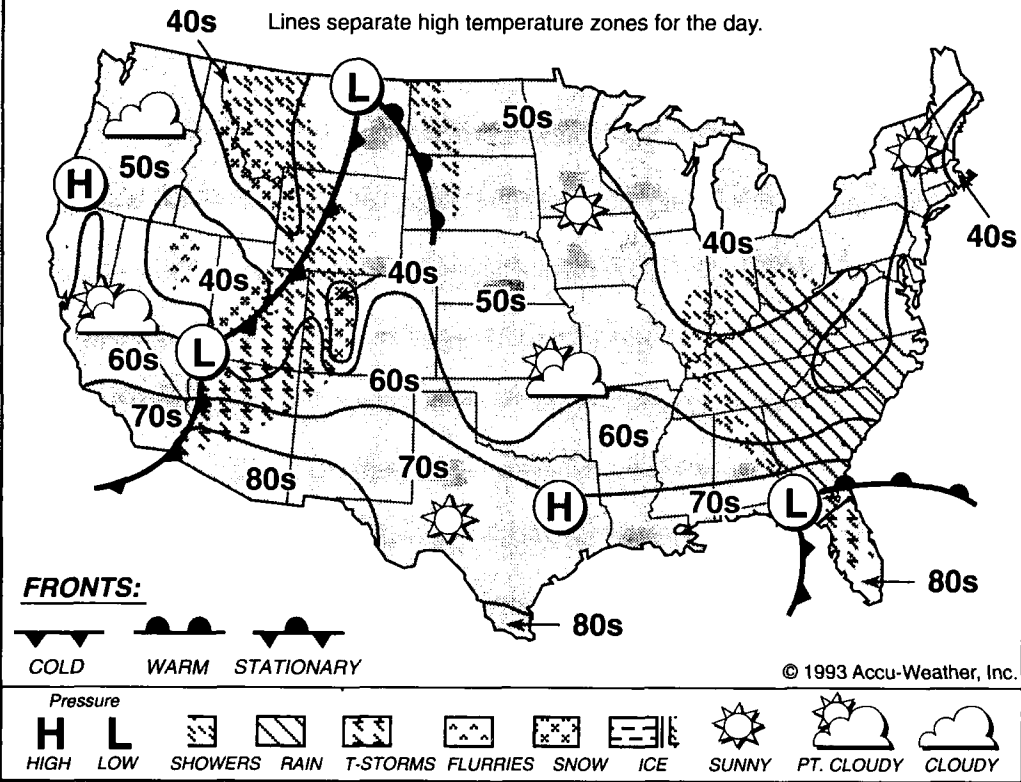 40s
Lines separate high temperature zones for the day.
L
50s
50s
H
40s
40s
40s
40s
50s
L
60s
60s
70s
60s
80s
70s
H
70s
L
80s
80s
FRONTS:
COLD WARM STATIONARY
© 1993 Accu-Weather, Inc.
Pressure
H L
HIGH LOW SHOWERS RAIN T-STORMS FLURRIES SNOW ICE SUNNY PT. CLOUDY CLOUDY